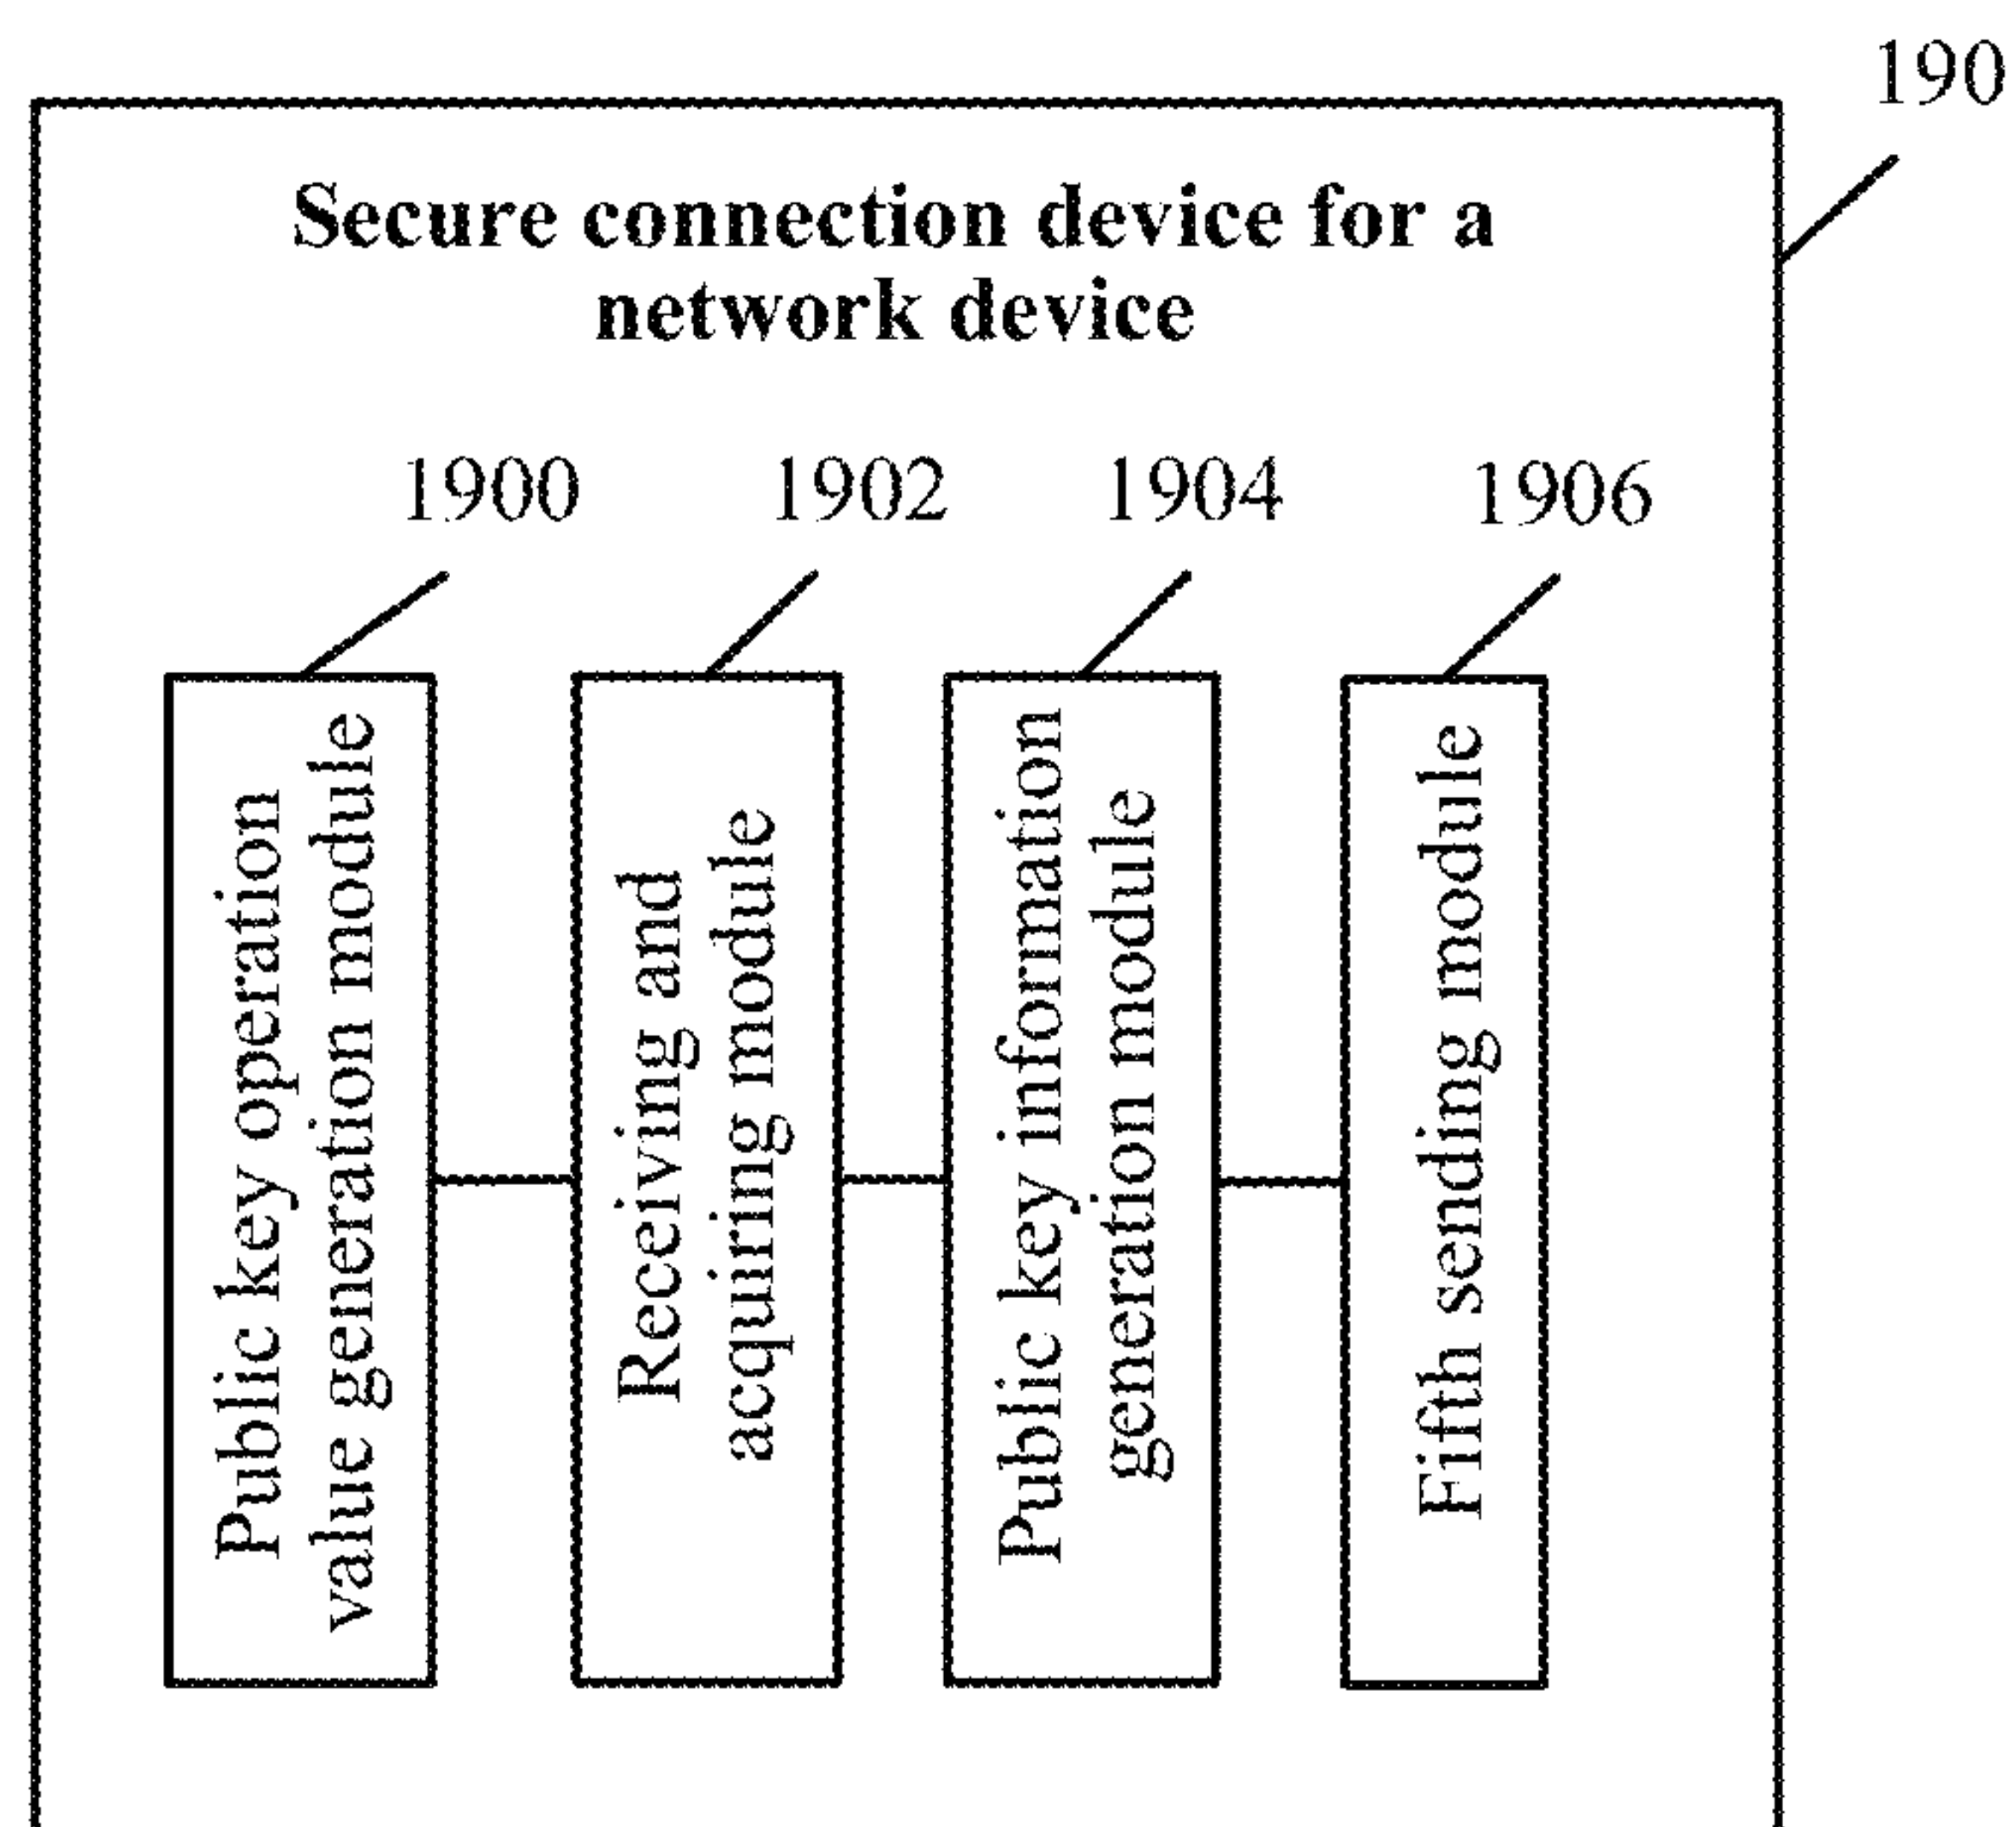 190
Secure connection device for a
network device
1900
1902
1904
1906
Public key operation
value generation module
Receiving and
acquiring module
Public key information
generation module
Fifth sending module